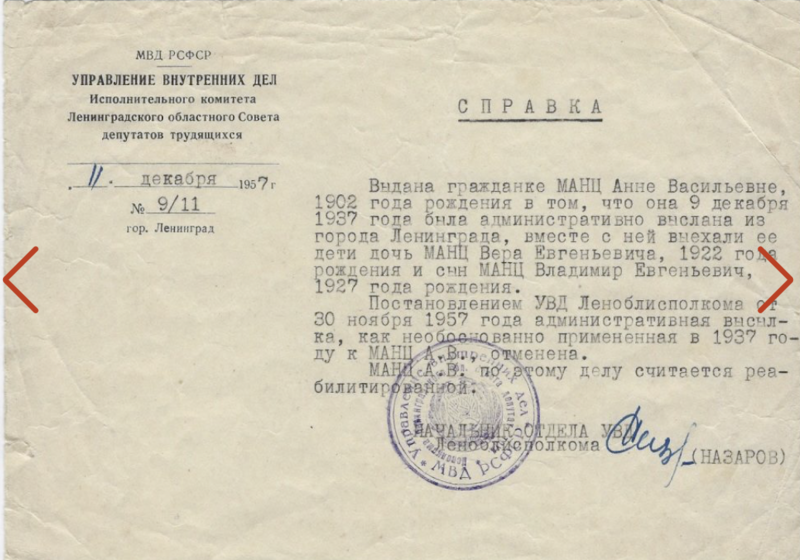 МВД РСФСР
УПРАВЛЕНИЕ ВНУТРЕННИХ ДЕЛ
Исполнительного комитета
Ленинградского областного Совета
депутатов трудящихся
„ 11 „ декабря 1957 г
№ 9/11
гор. Ленинград
СПРАВКА
Выдана гражданке МАНЦ Анне Васильевне,
1902 года рождения в том, что она 9 декабря
1937 года была административно выслана из
города Ленинграда, вместе с ней выехали ее
дети дочь МАНЦ Вера Евгеньевича, 1922 года
рождения и сын МАНЦ Владимир Евгеньевич,
1927 года рождения.
Постановлением УВД Леноблисполкома от
30 ноября 1957 года административная высыл-
ка, как необоснованно примененная в 1937 го-
ду к МАНЦ А.В., отменена.
МАНЦ А.В. по этому делу считается реа-
билитированной.
НАЧАЛЬНИК ОТДЕЛА УВД
Леноблисполкома
(НАЗАРОВ)
Управление внутренних дел
МВД РСФСР